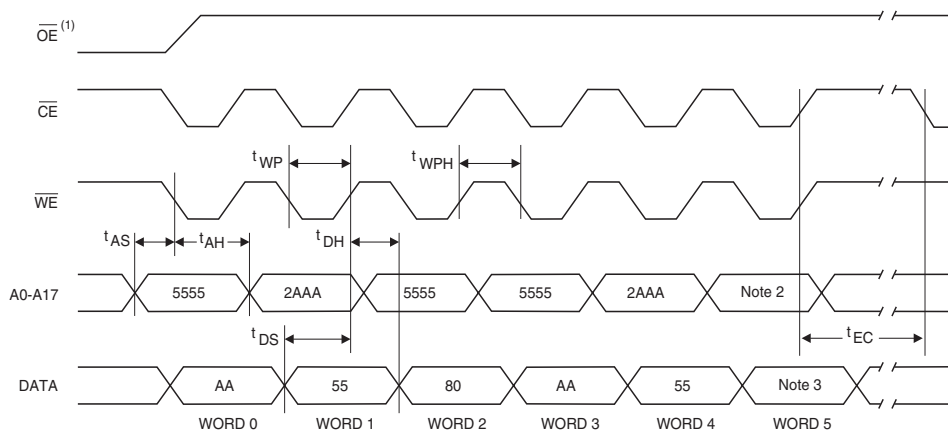 OE (1)
CE
t WP t WPH
WE
t AS t AH t DH
A0-A17 5555 2AAA 5555 5555 2AAA Note 2
t DS t EC
DATA AA 55 80 AA 55 Note 3
WORD 0 WORD 1 WORD 2 WORD 3 WORD 4 WORD 5